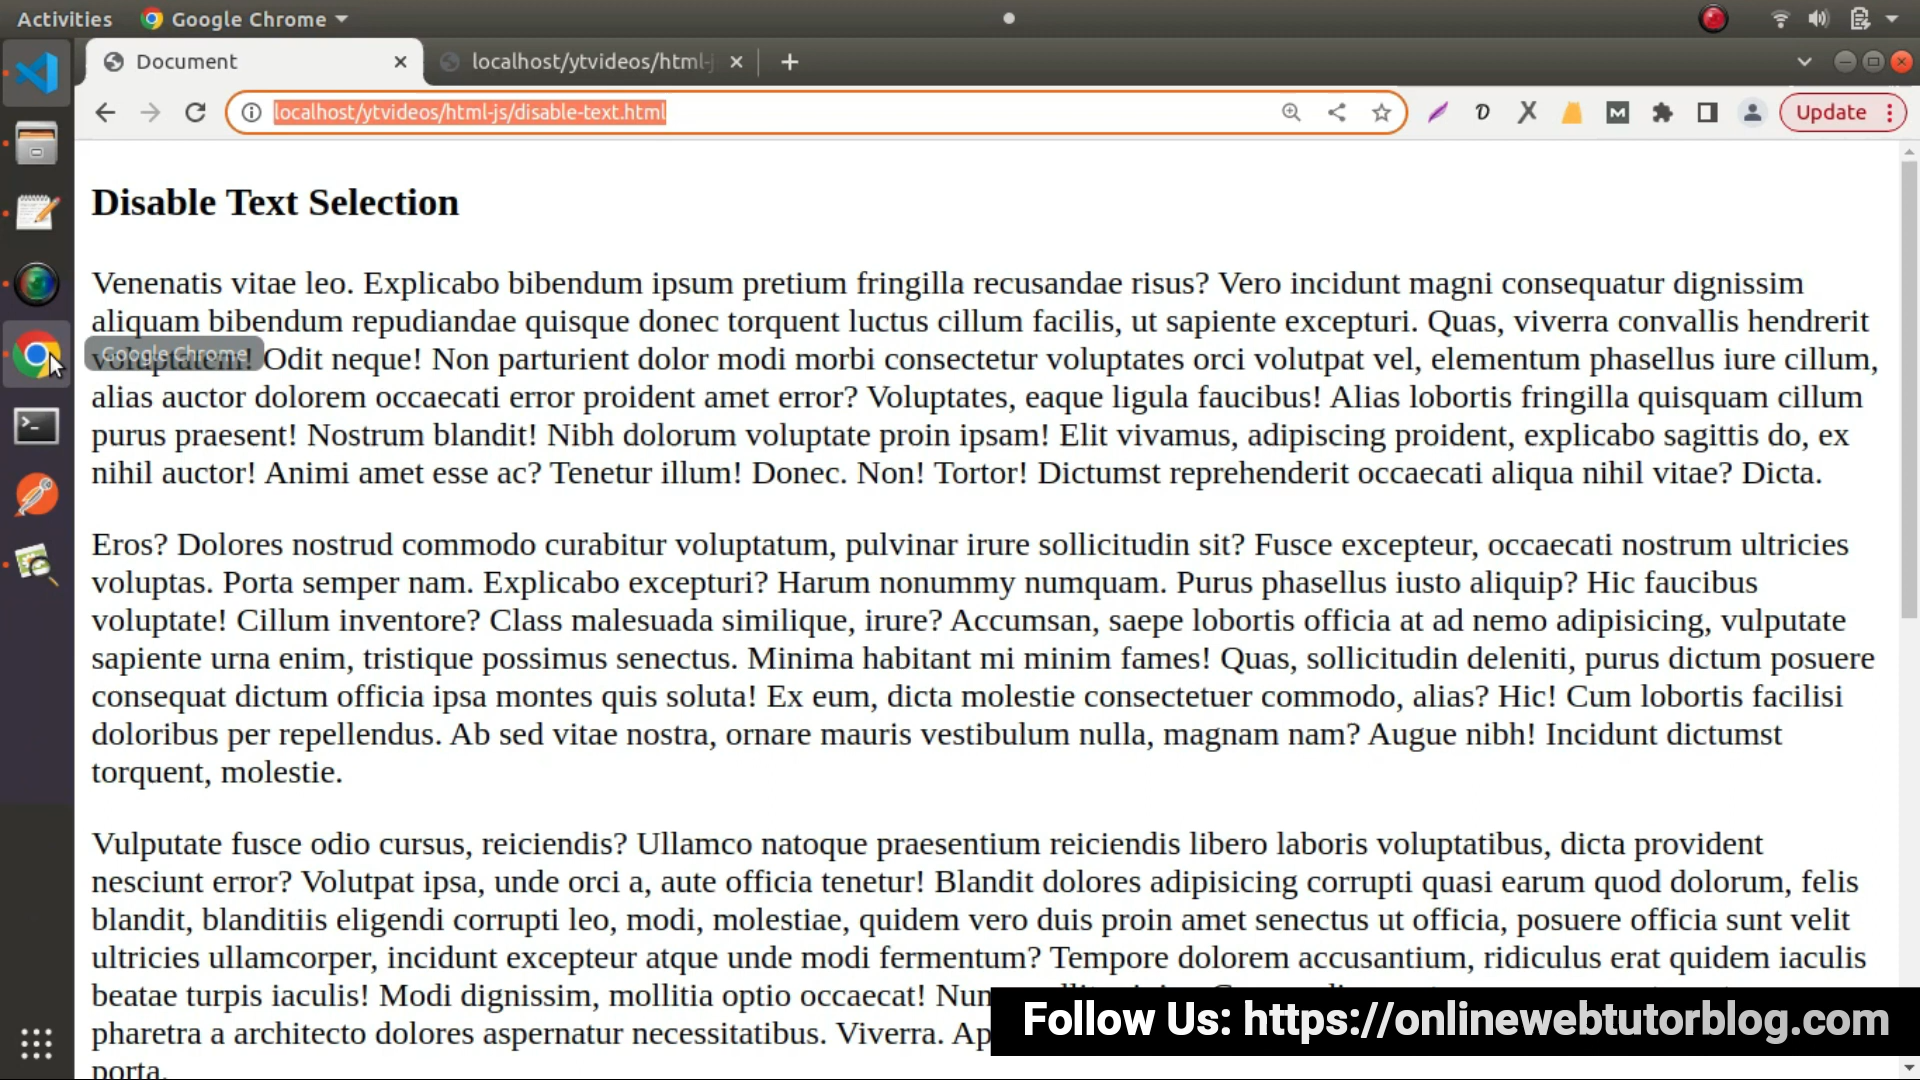 Activities
Google Chrome
Document
localhost/ytvideos/html-j
localhost/ytvideos/html-js/disable-text.html
Update
Disable Text Selection
Venenatis vitae leo. Explicabo bibendum ipsum pretium fringilla recusandae risus? Vero incidunt magni consequatur dignissim
aliquam bibendum repudiandae quisque donec torquent luctus cillum facilis, ut sapiente excepturi. Quas, viverra convallis hendrerit
Google Chrome
voluptatem! Odit neque! Non parturient dolor modi morbi consectetur voluptates orci volutpat vel, elementum phasellus iure cillum,
alias auctor dolorem occaecati error proident amet error? Voluptates, eaque ligula faucibus! Alias lobortis fringilla quisquam cillum
purus praesent! Nostrum blandit! Nibh dolorum voluptate proin ipsam! Elit vivamus, adipiscing proident, explicabo sagittis do, ex
nihil auctor! Animi amet esse ac? Tenetur illum! Donec. Non! Tortor! Dictumst reprehenderit occaecati aliqua nihil vitae? Dicta.
Eros? Dolores nostrud commodo curabitur voluptatum, pulvinar irure sollicitudin sit? Fusce excepteur, occaecati nostrum ultricies
voluptas. Porta semper nam. Explicabo excepturi? Harum nonummy numquam. Purus phasellus iusto aliquip? Hic faucibus
voluptate! Cillum inventore? Class malesuada similique, irure? Accumsan, saepe lobortis officia at ad nemo adipisicing, vulputate
sapiente urna enim, tristique possimus senectus. Minima habitant mi minim fames! Quas, sollicitudin deleniti, purus dictum posuere
consequat dictum officia ipsa montes quis soluta! Ex eum, dicta molestie consectetuer commodo, alias? Hic! Cum lobortis facilisi
doloribus per repellendus. Ab sed vitae nostra, ornare mauris vestibulum nulla, magnam nam? Augue nibh! Incidunt dictumst
torquent, molestie.
Vulputate fusce odio cursus, reiciendis? Ullamco natoque praesentium reiciendis libero laboris voluptatibus, dicta provident
nesciunt error? Volutpat ipsa, unde orci a, aute officia tenetur! Blandit dolores adipisicing corrupti quasi earum quod dolorum, felis
blandit, blanditiis eligendi corrupti leo, modi, molestiae, quidem vero duis proin amet senectus ut officia, posuere officia sunt velit
ultricies ullamcorper, incidunt excepteur atque unde modi fermentum? Tempore dolorem accusantium, ridiculus erat quidem iaculis
beatae turpis iaculis! Modi dignissim, mollitia optio occaecat!
pharetra a architecto dolores aspernatur necessitatibus. Viverra.
porta.
Follow Us: https://onlinewebtutorblog.com